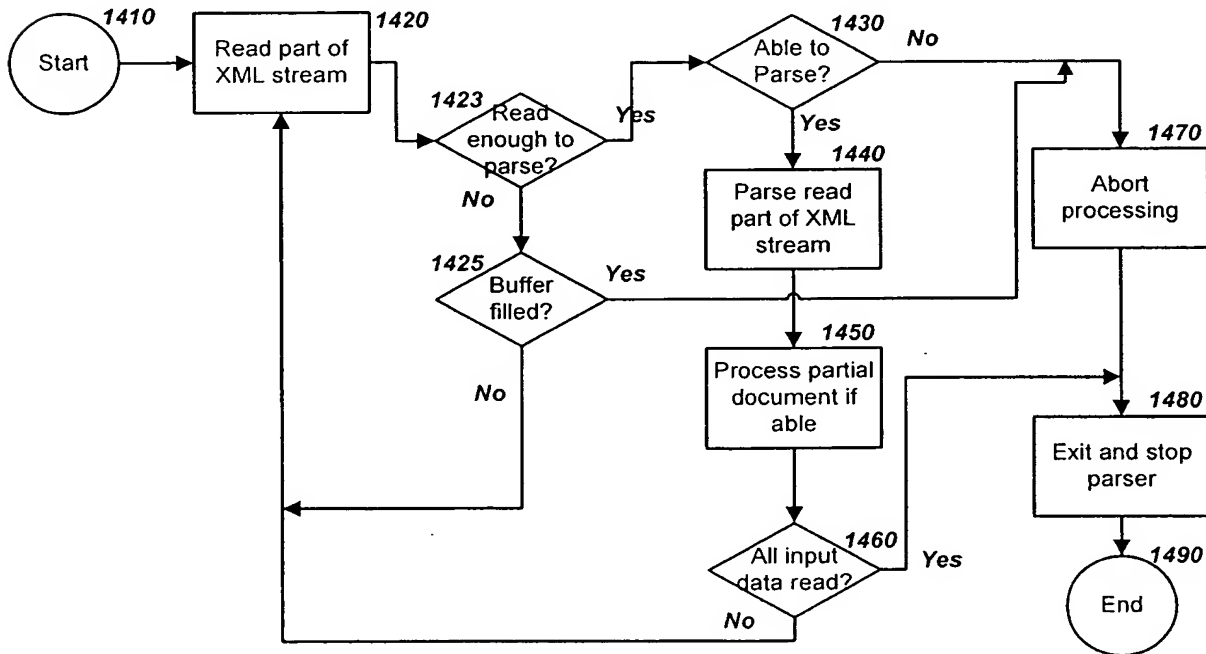 1410
Start
1420
Read part of
XML stream
1423
Read
enough to
parse?
Yes
No
1425
Buffer
filled?
Yes
No
1430
Able to
Parse?
No
Yes
1440
Parse read
part of XML
stream
1450
Process partial
document if
able
1460
All input
data read?
Yes
No
1470
Abort
processing
1480
Exit and stop
parser
1490
End